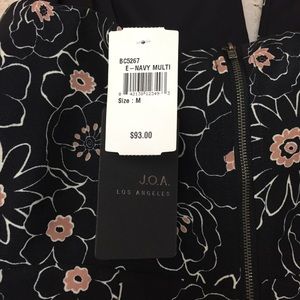 BC5267
E-NAVY MULTI
Size : M
$93.00
J.O.A.
LOS ANGELES